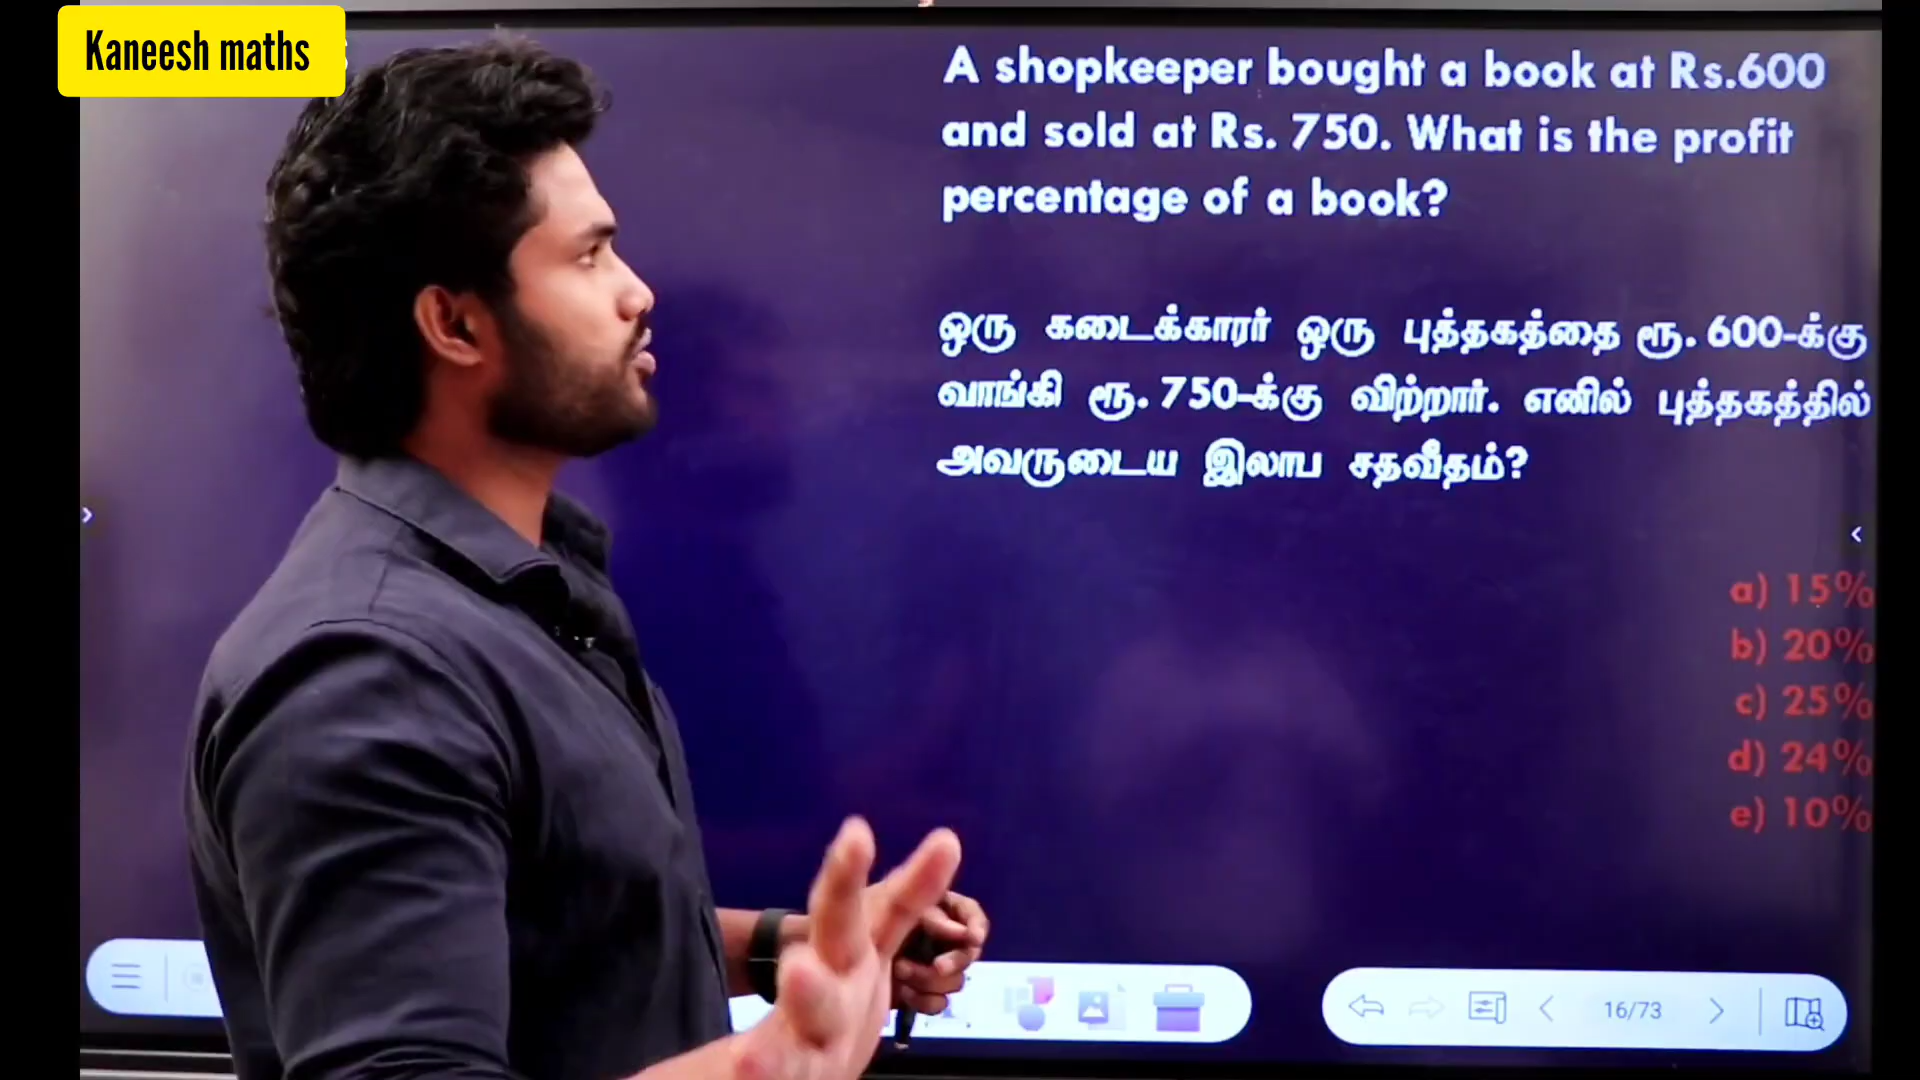 Kaneesh maths
A shopkeeper bought a book at Rs.600
and sold at Rs. 750. What is the profit
percentage of a book?
ஒரு கடைக்காரர் ஒரு புத்தகத்தை ரூ. 600-க்கு
வாங்கி ரூ. 750-க்கு விற்றார். எனில் புத்தகத்தில்
அவருடைய இலாப சதவீதம்?
a) 15%
b) 20%
c) 25%
d) 24%
e) 10%
16/73